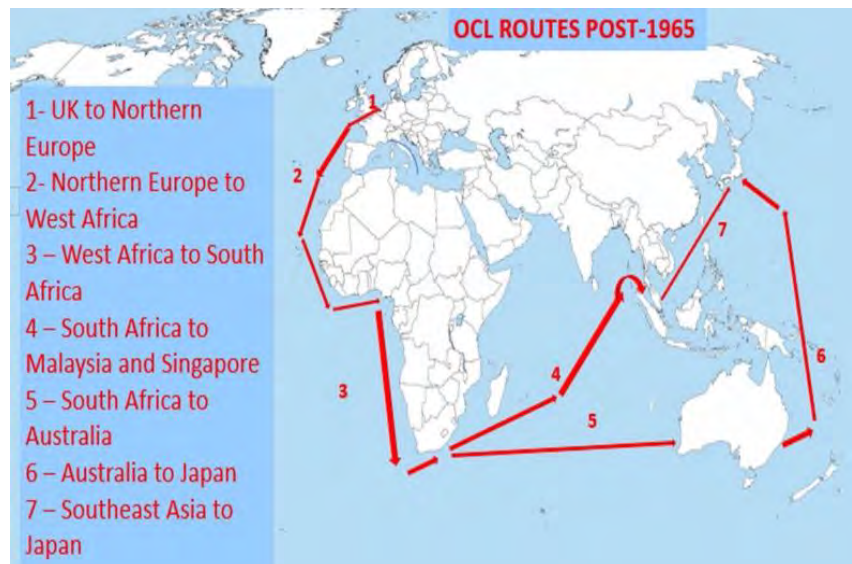 OCL ROUTES POST-1965
1- UK to Northern
Europe
2- Northern Europe to
West Africa
3 – West Africa to South
Africa
4 – South Africa to
Malaysia and Singapore
5 – South Africa to
Australia
6 – Australia to Japan
7 – Southeast Asia to
Japan
1
2
3
4
5
6
7